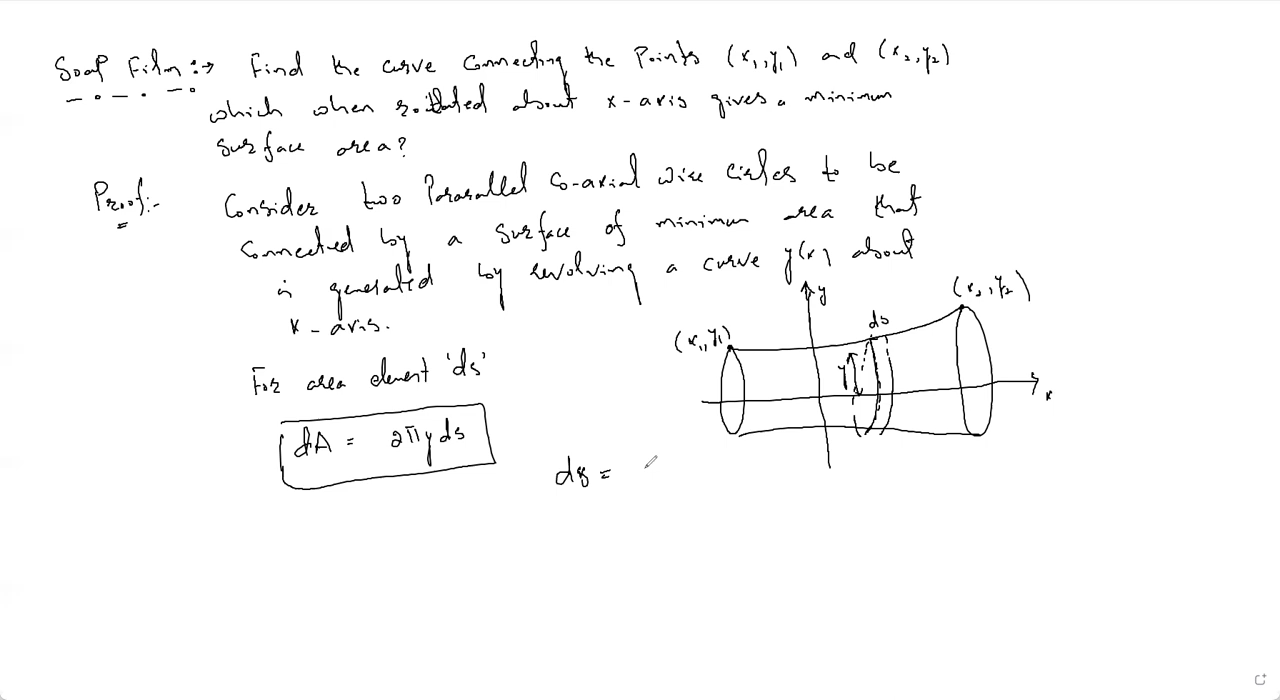 Soap Film :→ Find the curve connecting the Points (x₁, y₁) and (x₂, y₂)
which when rotated about x-axis gives a minimum
surface area?
Proof:- Consider two Parallel Co-axial wire circles to be
Connected by a surface of minimum area that
is generated by revolving a curve y(x) about
x-axis.
For area element 'ds'
dA = 2πyds
ds =
y
(x₂, y₂)
ds
(x₁, y₁)
y
x